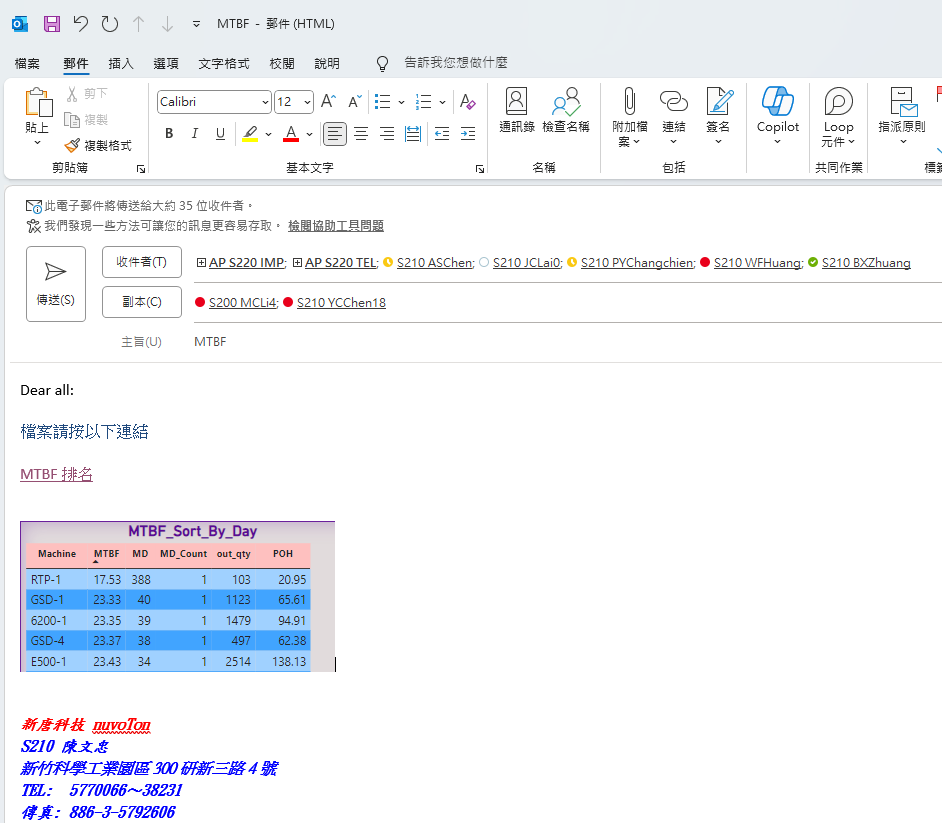 MTBF - 郵件 (HTML)
檔案 郵件 插入 選項 文字格式 校閱 說明 告訴我您想做什麼
貼上 剪下 複製 複製格式
剪貼簿
Calibri 12
B I U A
基本文字
通訊錄 檢查名稱
名稱
附加檔案 連結 簽名
包括
Copilot
Loop 元件
共同作業
指派原則
此電子郵件將傳送給大約 35 位收件者。
我們發現一些方法可讓您的訊息更容易存取。 檢閱協助工具問題
傳送(S)
收件者(T) AP S220 IMP; AP S220 TEL; S210 ASChen; S210 JCLai0; S210 PYChangchien; S210 WFHuang; S210 BXZhuang
副本(C) S200 MCLi4; S210 YCChen18
主旨(U) MTBF
Dear all:
檔案請按以下連結
MTBF 排名
MTBF_Sort_By_Day
Machine MTBF MD MD_Count out_qty POH
RTP-1 17.53 388 1 103 20.95
GSD-1 23.33 40 1 1123 65.61
6200-1 23.35 39 1 1479 94.91
GSD-4 23.37 38 1 497 62.38
E500-1 23.43 34 1 2514 138.13
新唐科技 nuvoTon
S210 陳文忠
新竹科學工業園區 300 研新三路 4 號
TEL: 5770066~38231
傳真: 886-3-5792606